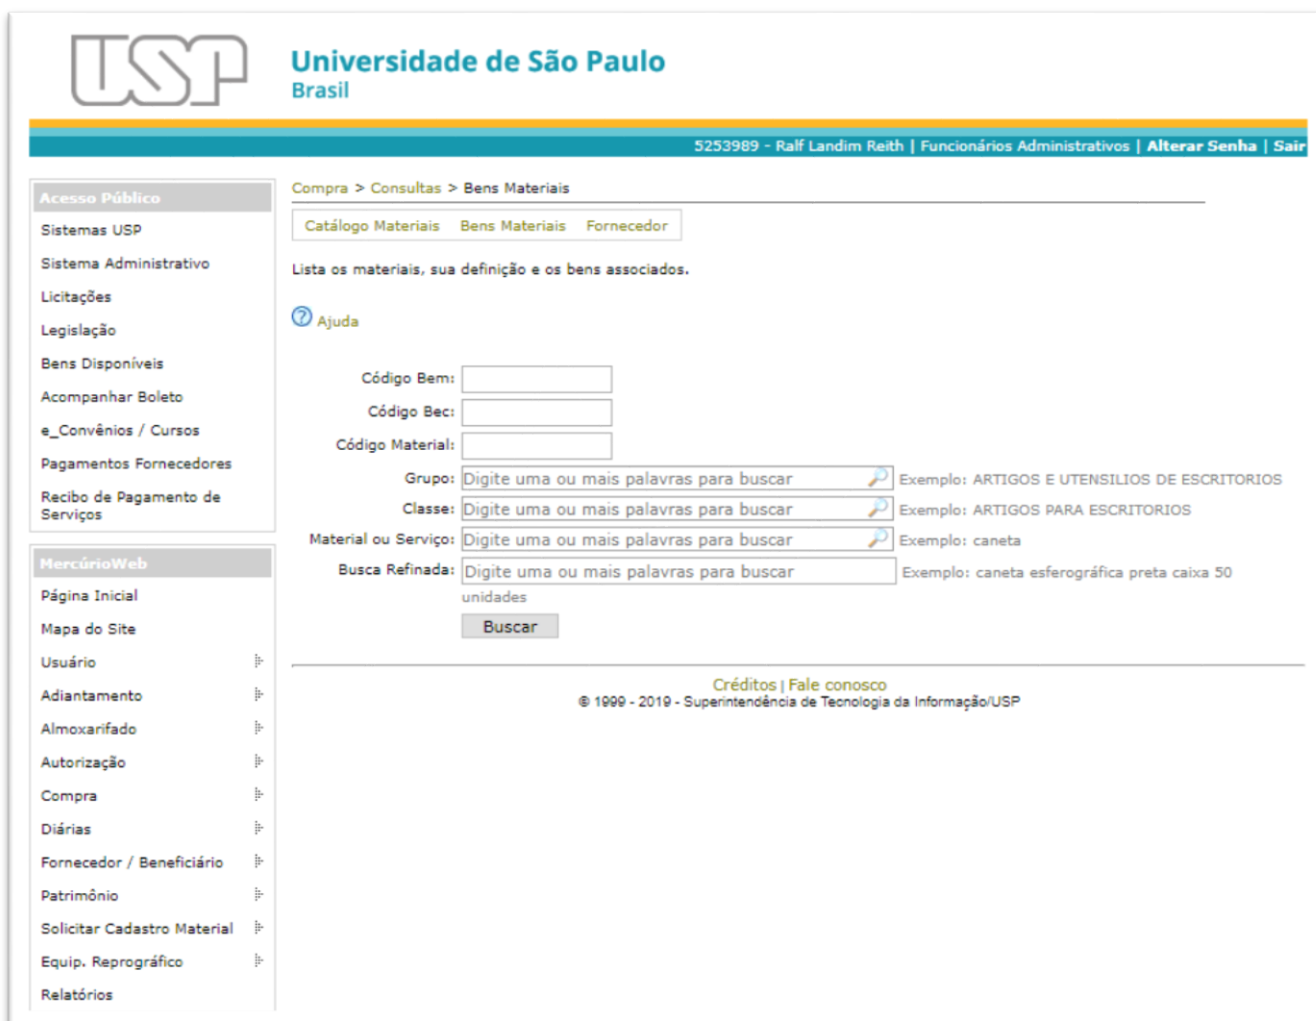 USP
Universidade de São Paulo
Brasil
5253989 - Ralf Landim Reith | Funcionários Administrativos | Alterar Senha | Sair
Acesso Público
Sistemas USP
Sistema Administrativo
Licitações
Legislação
Bens Disponíveis
Acompanhar Boleto
e_Convênios / Cursos
Pagamentos Fornecedores
Recibo de Pagamento de
Serviços
MercúrioWeb
Página Inicial
Mapa do Site
Usuário
Adiantamento
Almoxarifado
Autorização
Compra
Diárias
Fornecedor / Beneficiário
Patrimônio
Solicitar Cadastro Material
Equip. Reprográfico
Relatórios
Compra > Consultas > Bens Materiais
Catálogo Materiais Bens Materiais Fornecedor
Lista os materiais, sua definição e os bens associados.
Ajuda
Código Bem:
Código Bec:
Código Material:
Grupo: Digite uma ou mais palavras para buscar Exemplo: ARTIGOS E UTENSILIOS DE ESCRITORIOS
Classe: Digite uma ou mais palavras para buscar Exemplo: ARTIGOS PARA ESCRITORIOS
Material ou Serviço: Digite uma ou mais palavras para buscar Exemplo: caneta
Busca Refinada: Digite uma ou mais palavras para buscar Exemplo: caneta esferográfica preta caixa 50
unidades
Buscar
Créditos | Fale conosco
© 1999 - 2019 - Superintendência de Tecnologia da Informação/USP